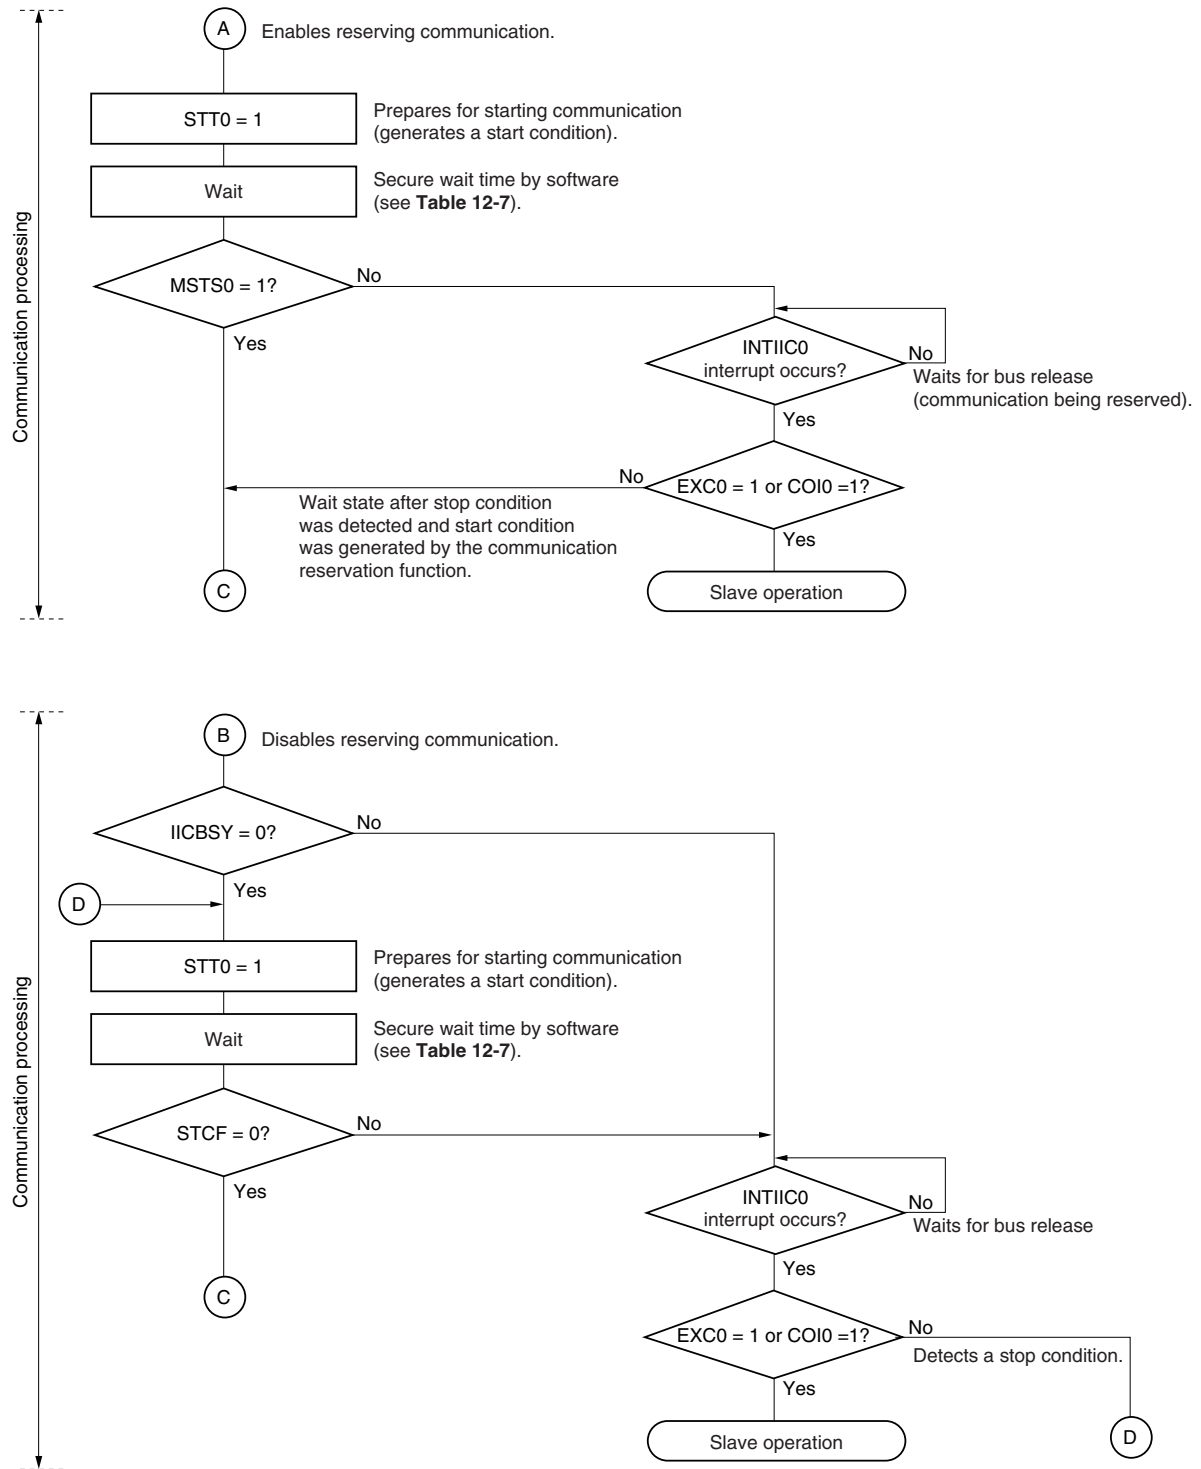 A
Enables reserving communication.
STT0 = 1
Prepares for starting communication
(generates a start condition).
Wait
Secure wait time by software
(see Table 12-7).
Communication processing
MSTS0 = 1?
No
Yes
INTIIC0
interrupt occurs?
No
Waits for bus release
(communication being reserved).
Yes
EXC0 = 1 or COI0 =1?
No
Wait state after stop condition
was detected and start condition
was generated by the communication
reservation function.
Yes
C
Slave operation
B
Disables reserving communication.
IICBSY = 0?
No
Yes
D
STT0 = 1
Prepares for starting communication
(generates a start condition).
Wait
Secure wait time by software
(see Table 12-7).
Communication processing
STCF = 0?
No
Yes
INTIIC0
interrupt occurs?
No
Waits for bus release
Yes
C
EXC0 = 1 or COI0 =1?
No
Detects a stop condition.
Yes
Slave operation
D